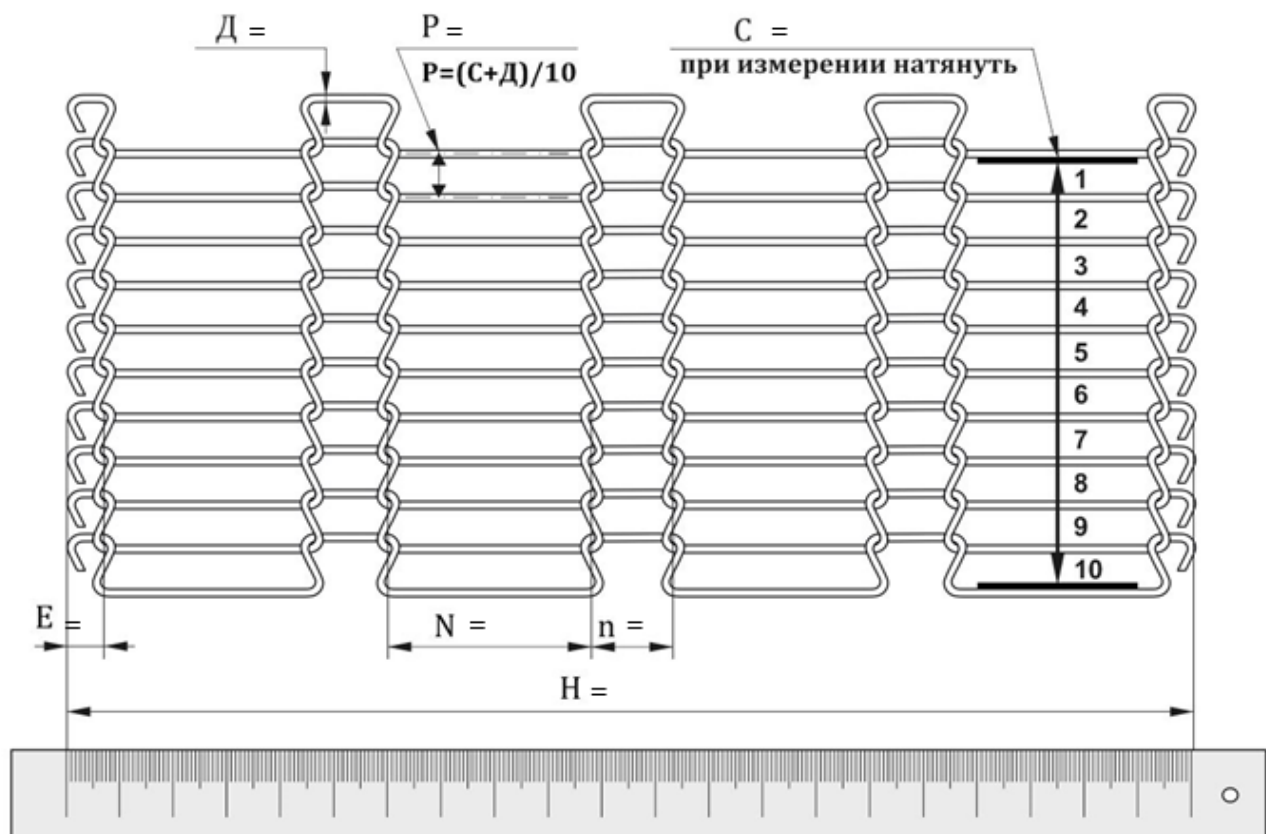 Д =
P =
C =
P=(С+Д)/10
при измерении натянуть
1
2
3
4
5
6
7
8
9
10
E =
N =
n =
H =